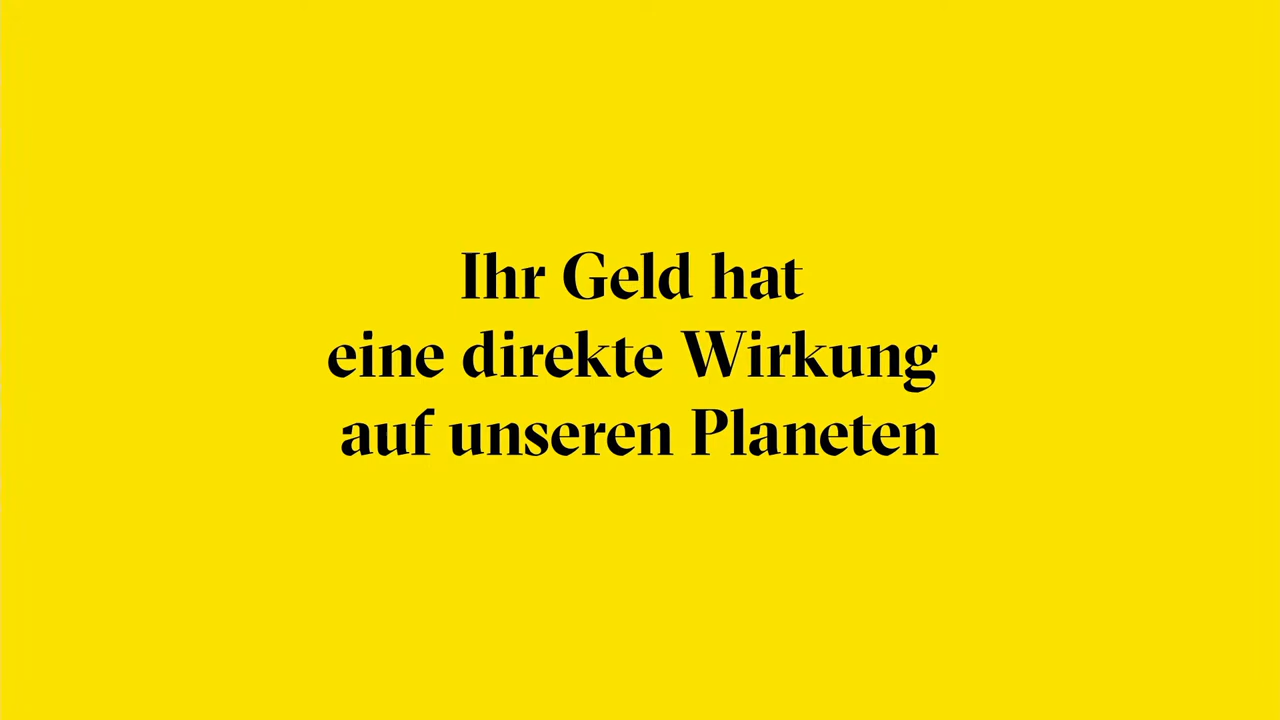 Ihr Geld hat
eine direkte Wirkung
auf unseren Planeten